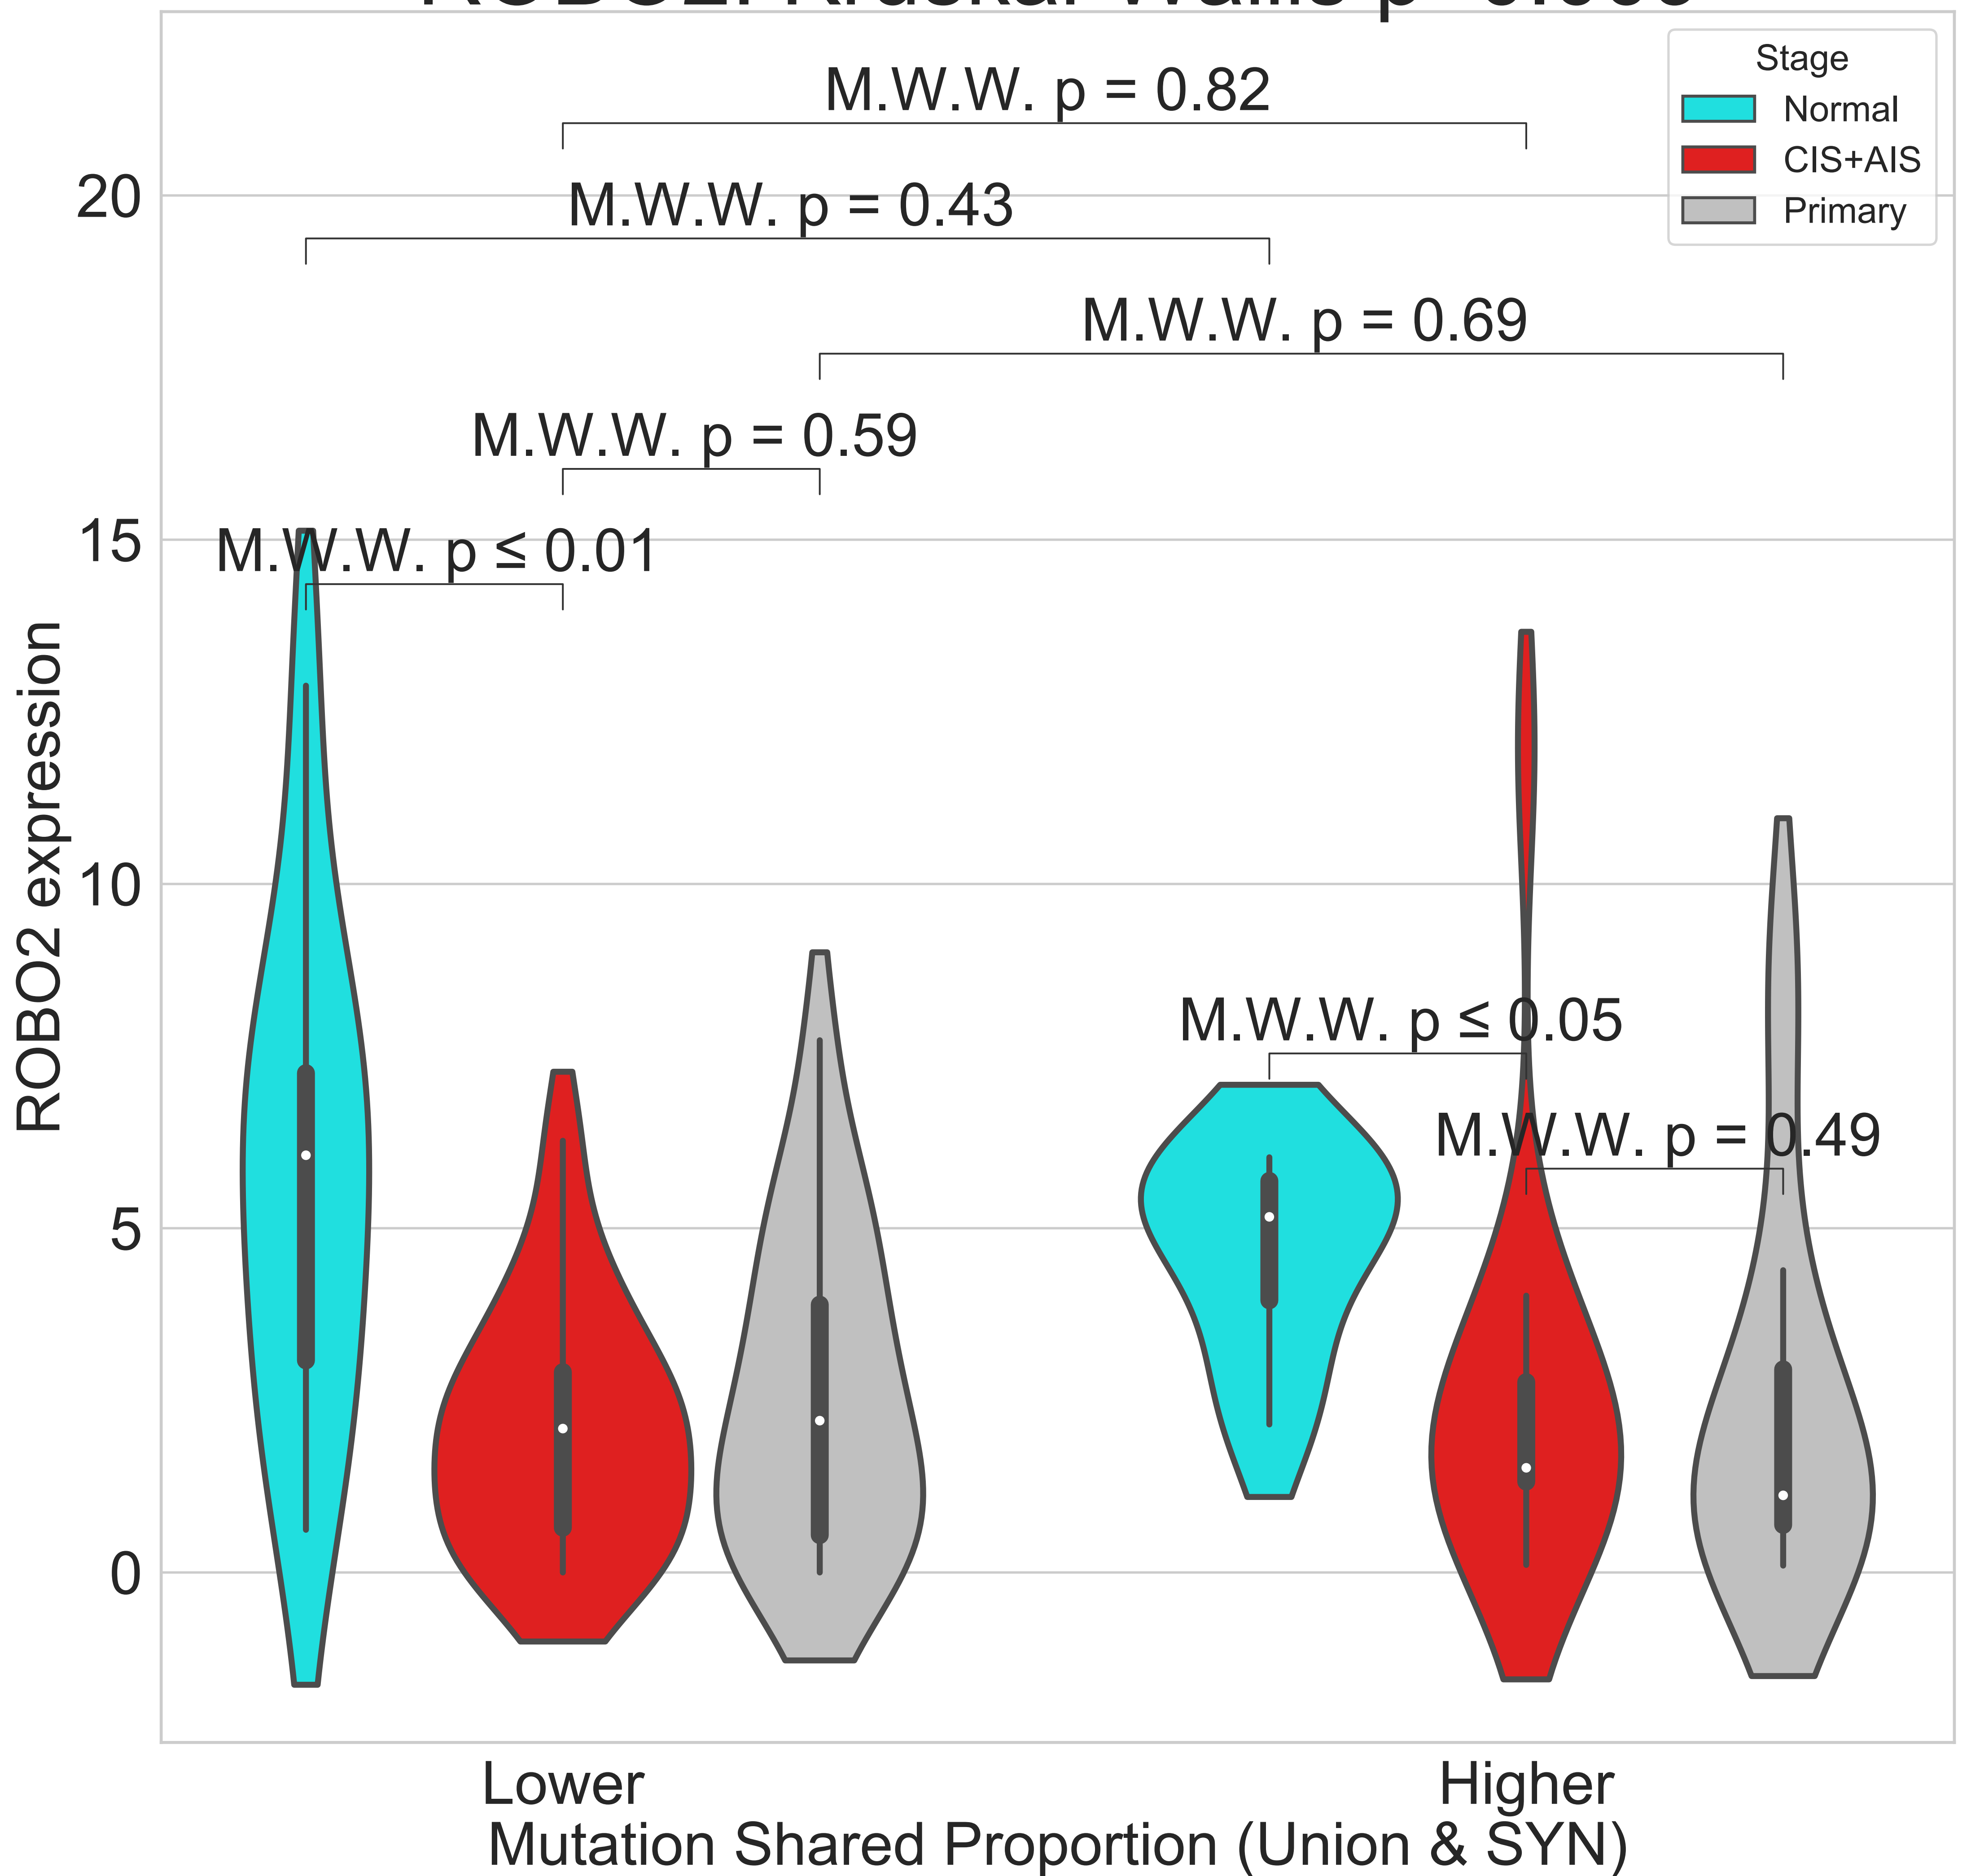 Stage
Normal
CIS+AIS
Primary
M.W.W. p = 0.82
M.W.W. p = 0.43
M.W.W. p = 0.69
M.W.W. p = 0.59
M.W.W. p ≤ 0.01
M.W.W. p ≤ 0.05
M.W.W. p = 0.49
20
15
10
5
0
ROBO2 expression
Lower
Higher
Mutation Shared Proportion (Union & SYN)